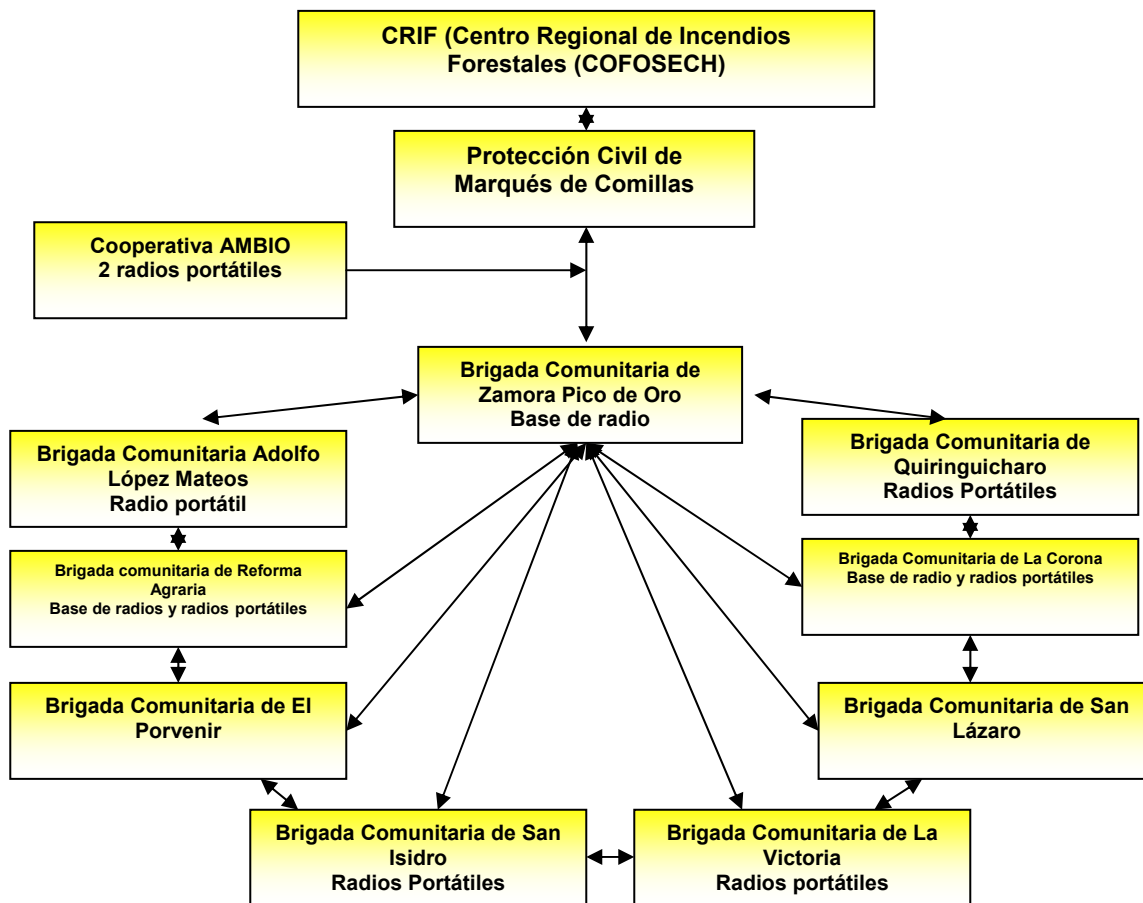 CRIF (Centro Regional de Incendios
Forestales (COFOSECH)
Protección Civil de
Marqués de Comillas
Cooperativa AMBIO
2 radios portátiles
Brigada Comunitaria de
Zamora Pico de Oro
Base de radio
Brigada Comunitaria Adolfo
López Mateos
Radio portátil
Brigada Comunitaria de
Quiringuicharo
Radios Portátiles
Brigada comunitaria de Reforma
Agraria
Base de radios y radios portátiles
Brigada Comunitaria de La Corona
Base de radio y radios portátiles
Brigada Comunitaria de El
Porvenir
Brigada Comunitaria de San
Lázaro
Brigada Comunitaria de San
Isidro
Radios Portátiles
Brigada Comunitaria de La
Victoria
Radios portátiles